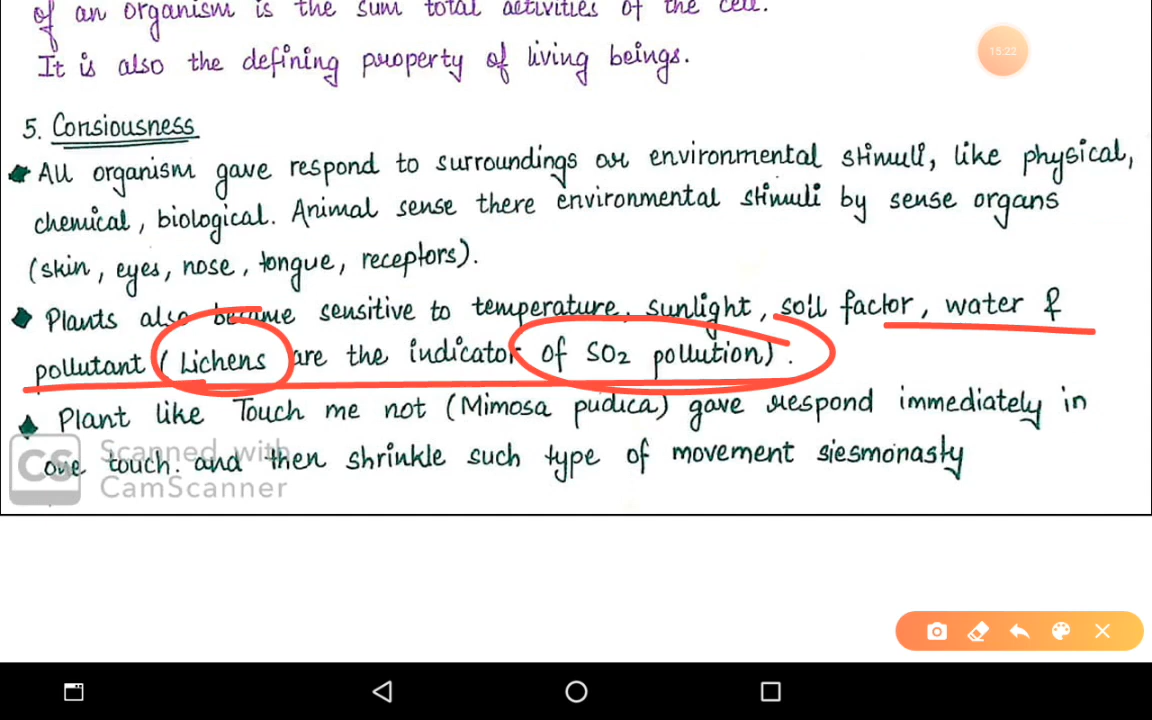 of an organism is the sum total activities of the cell.
It is also the defining property of living beings.
15:22
5. Consiousness
All organism gave respond to surroundings or environmental stimuli, like physical,
chemical, biological. Animal sense there environmental stimuli by sense organs
(skin, eyes, nose, tongue, receptors).
Plants also became sensitive to temperature, sunlight, soil factor, water &
pollutant (Lichens are the indicator of SO2 pollution).
Plant like Touch me not (Mimosa pudica) gave respond immediately in
one touch. and then shrinkle such type of movement siesmonasty
CS Scanned with
CamScanner